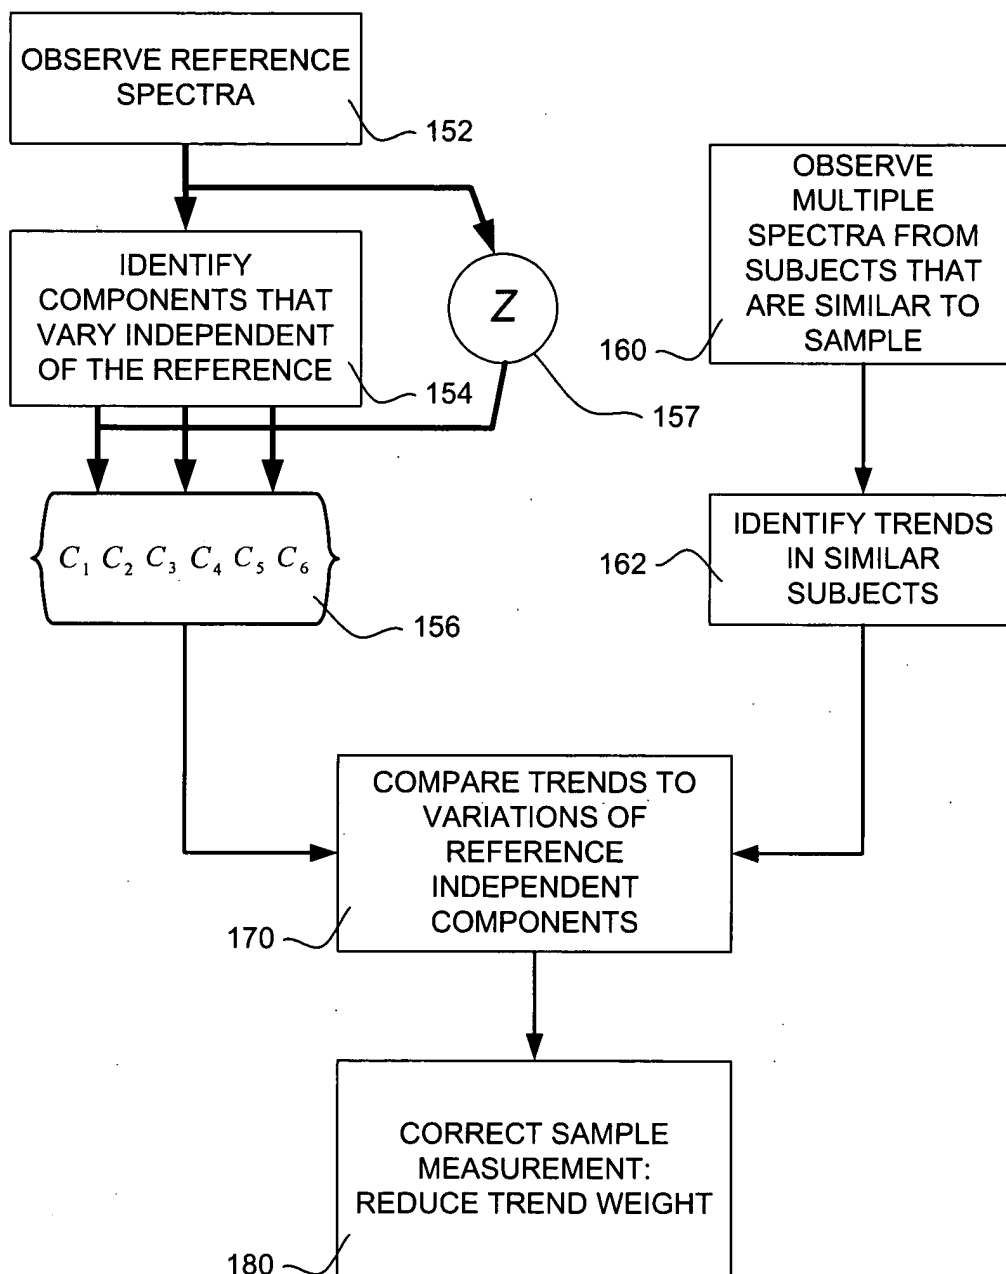 OBSERVE REFERENCE
SPECTRA
152
IDENTIFY
COMPONENTS THAT
VARY INDEPENDENT
OF THE REFERENCE
154
Z
157
C1 C2 C3 C4 C5 C6
156
OBSERVE
MULTIPLE
SPECTRA FROM
SUBJECTS THAT
ARE SIMILAR TO
SAMPLE
160
IDENTIFY TRENDS
IN SIMILAR
SUBJECTS
162
COMPARE TRENDS TO
VARIATIONS OF
REFERENCE
INDEPENDENT
COMPONENTS
170
CORRECT SAMPLE
MEASUREMENT:
REDUCE TREND WEIGHT
180